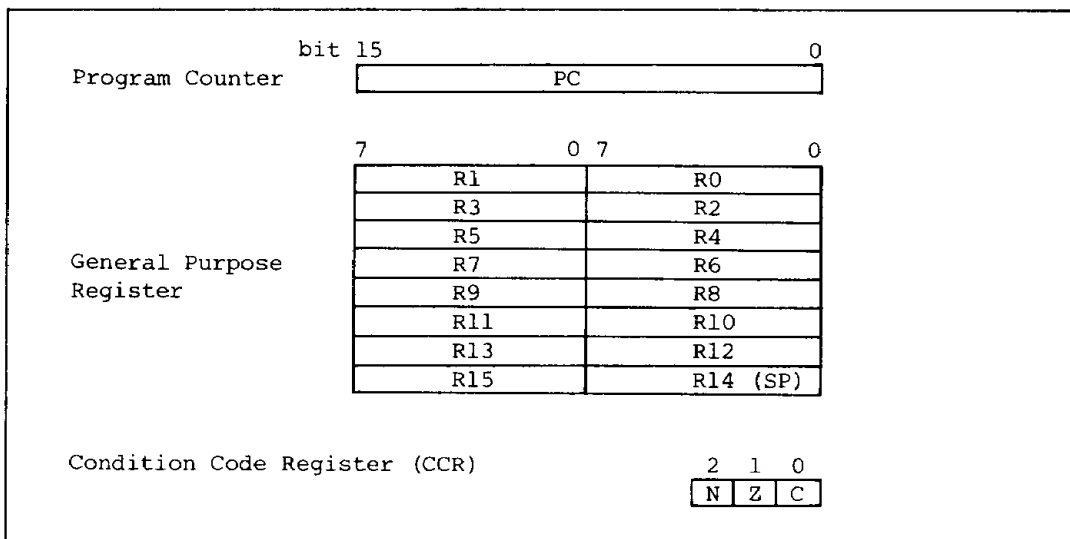 bit 15 0
Program Counter PC
7 0 7 0
R1 R0
R3 R2
R5 R4
General Purpose R7 R6
Register R9 R8
R11 R10
R13 R12
R15 R14 (SP)
Condition Code Register (CCR) 2 1 0
N Z C